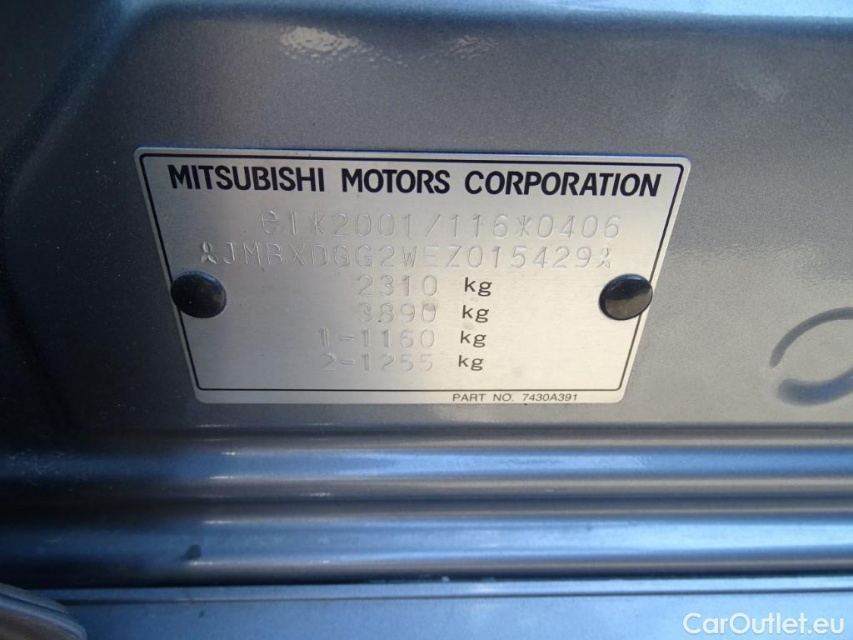 MITSUBISHI MOTORS CORPORATION
e1*2001/116*0406
JMBXDGG2WEZ015429
2310 kg
3890 kg
1-1160 kg
2-1255 kg
PART NO. 7430A391
CarOutlet.eu